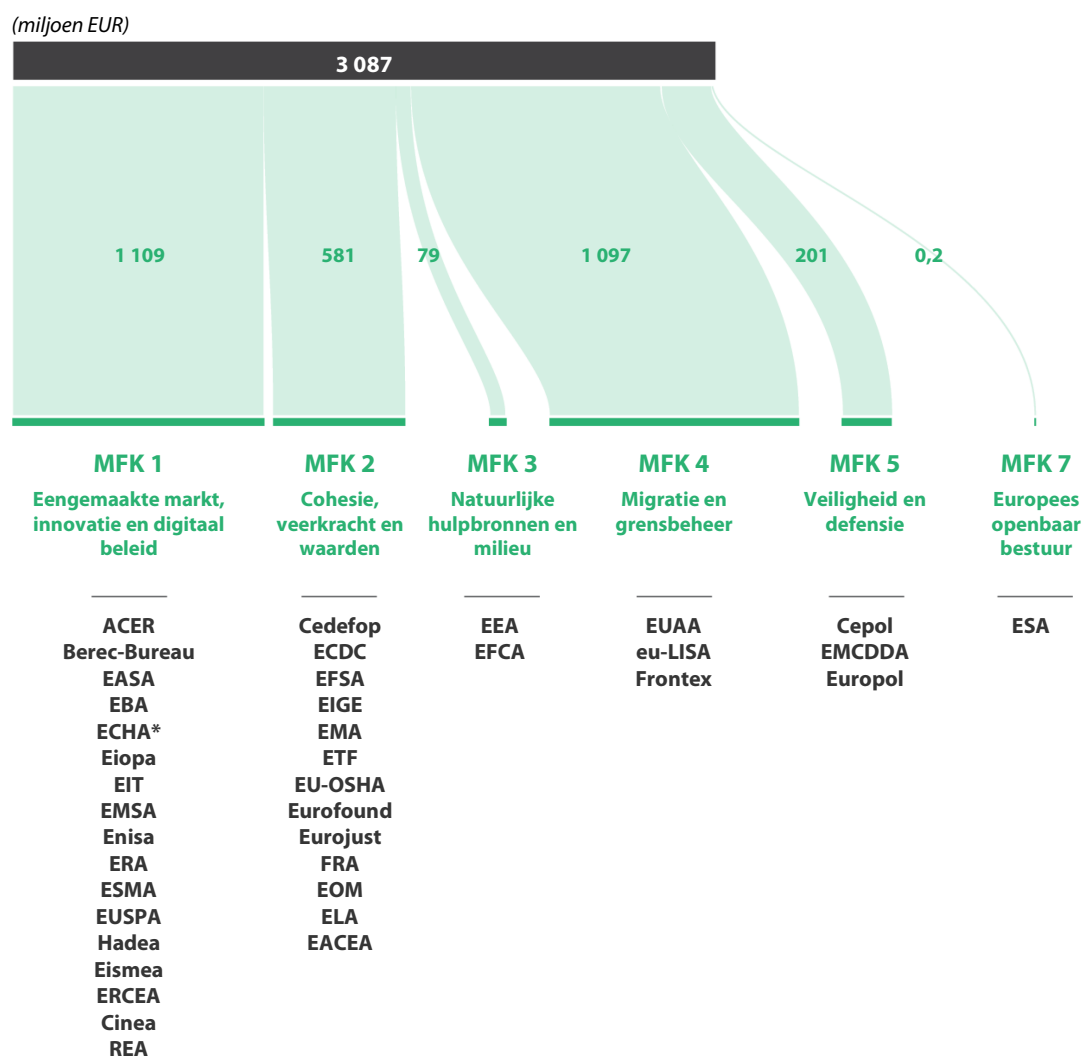 (miljoen EUR)
3 087
1 109
581
79
1 097
201
0,2
MFK 1
Eengemaakte markt,
innovatie en digitaal
beleid
MFK 2
Cohesie,
veerkracht en
waarden
MFK 3
Natuurlijke
hulpbronnen en
milieu
MFK 4
Migratie en
grensbeheer
MFK 5
Veiligheid en
defensie
MFK 7
Europees
openbaar
bestuur
ACER
Berec-Bureau
EASA
EBA
ECHA*
Eiopa
EIT
EMSA
Enisa
ERA
ESMA
EUSPA
Hadea
Eismea
ERCEA
Cinea
REA
Cedefop
ECDC
EFSA
EIGE
EMA
ETF
EU-OSHA
Eurofound
Eurojust
FRA
EOM
ELA
EACEA
EEA
EFCA
EUAA
eu-LISA
Frontex
Cepol
EMCDDA
Europol
ESA